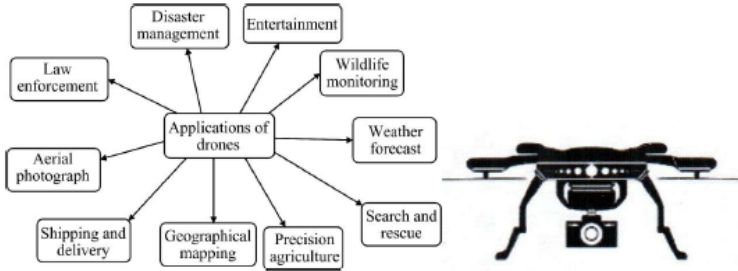 Disaster
management
Entertainment
Law
enforcement
Wildlife
monitoring
Applications of
drones
Weather
forecast
Aerial
photograph
Search and
rescue
Shipping and
delivery
Geographical
mapping
Precision
agriculture